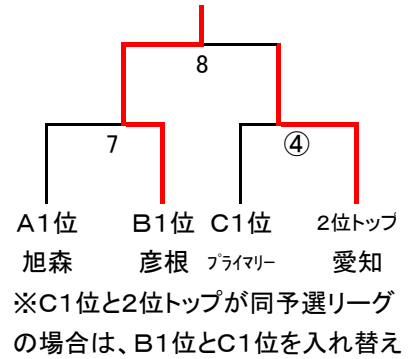 8
7 ④
A1位 B1位 C1位 2位トップ
旭森 彦根 プライマリー 愛知
※C1位と2位トップが同予選リーグ
の場合は、B1位とC1位を入れ替え